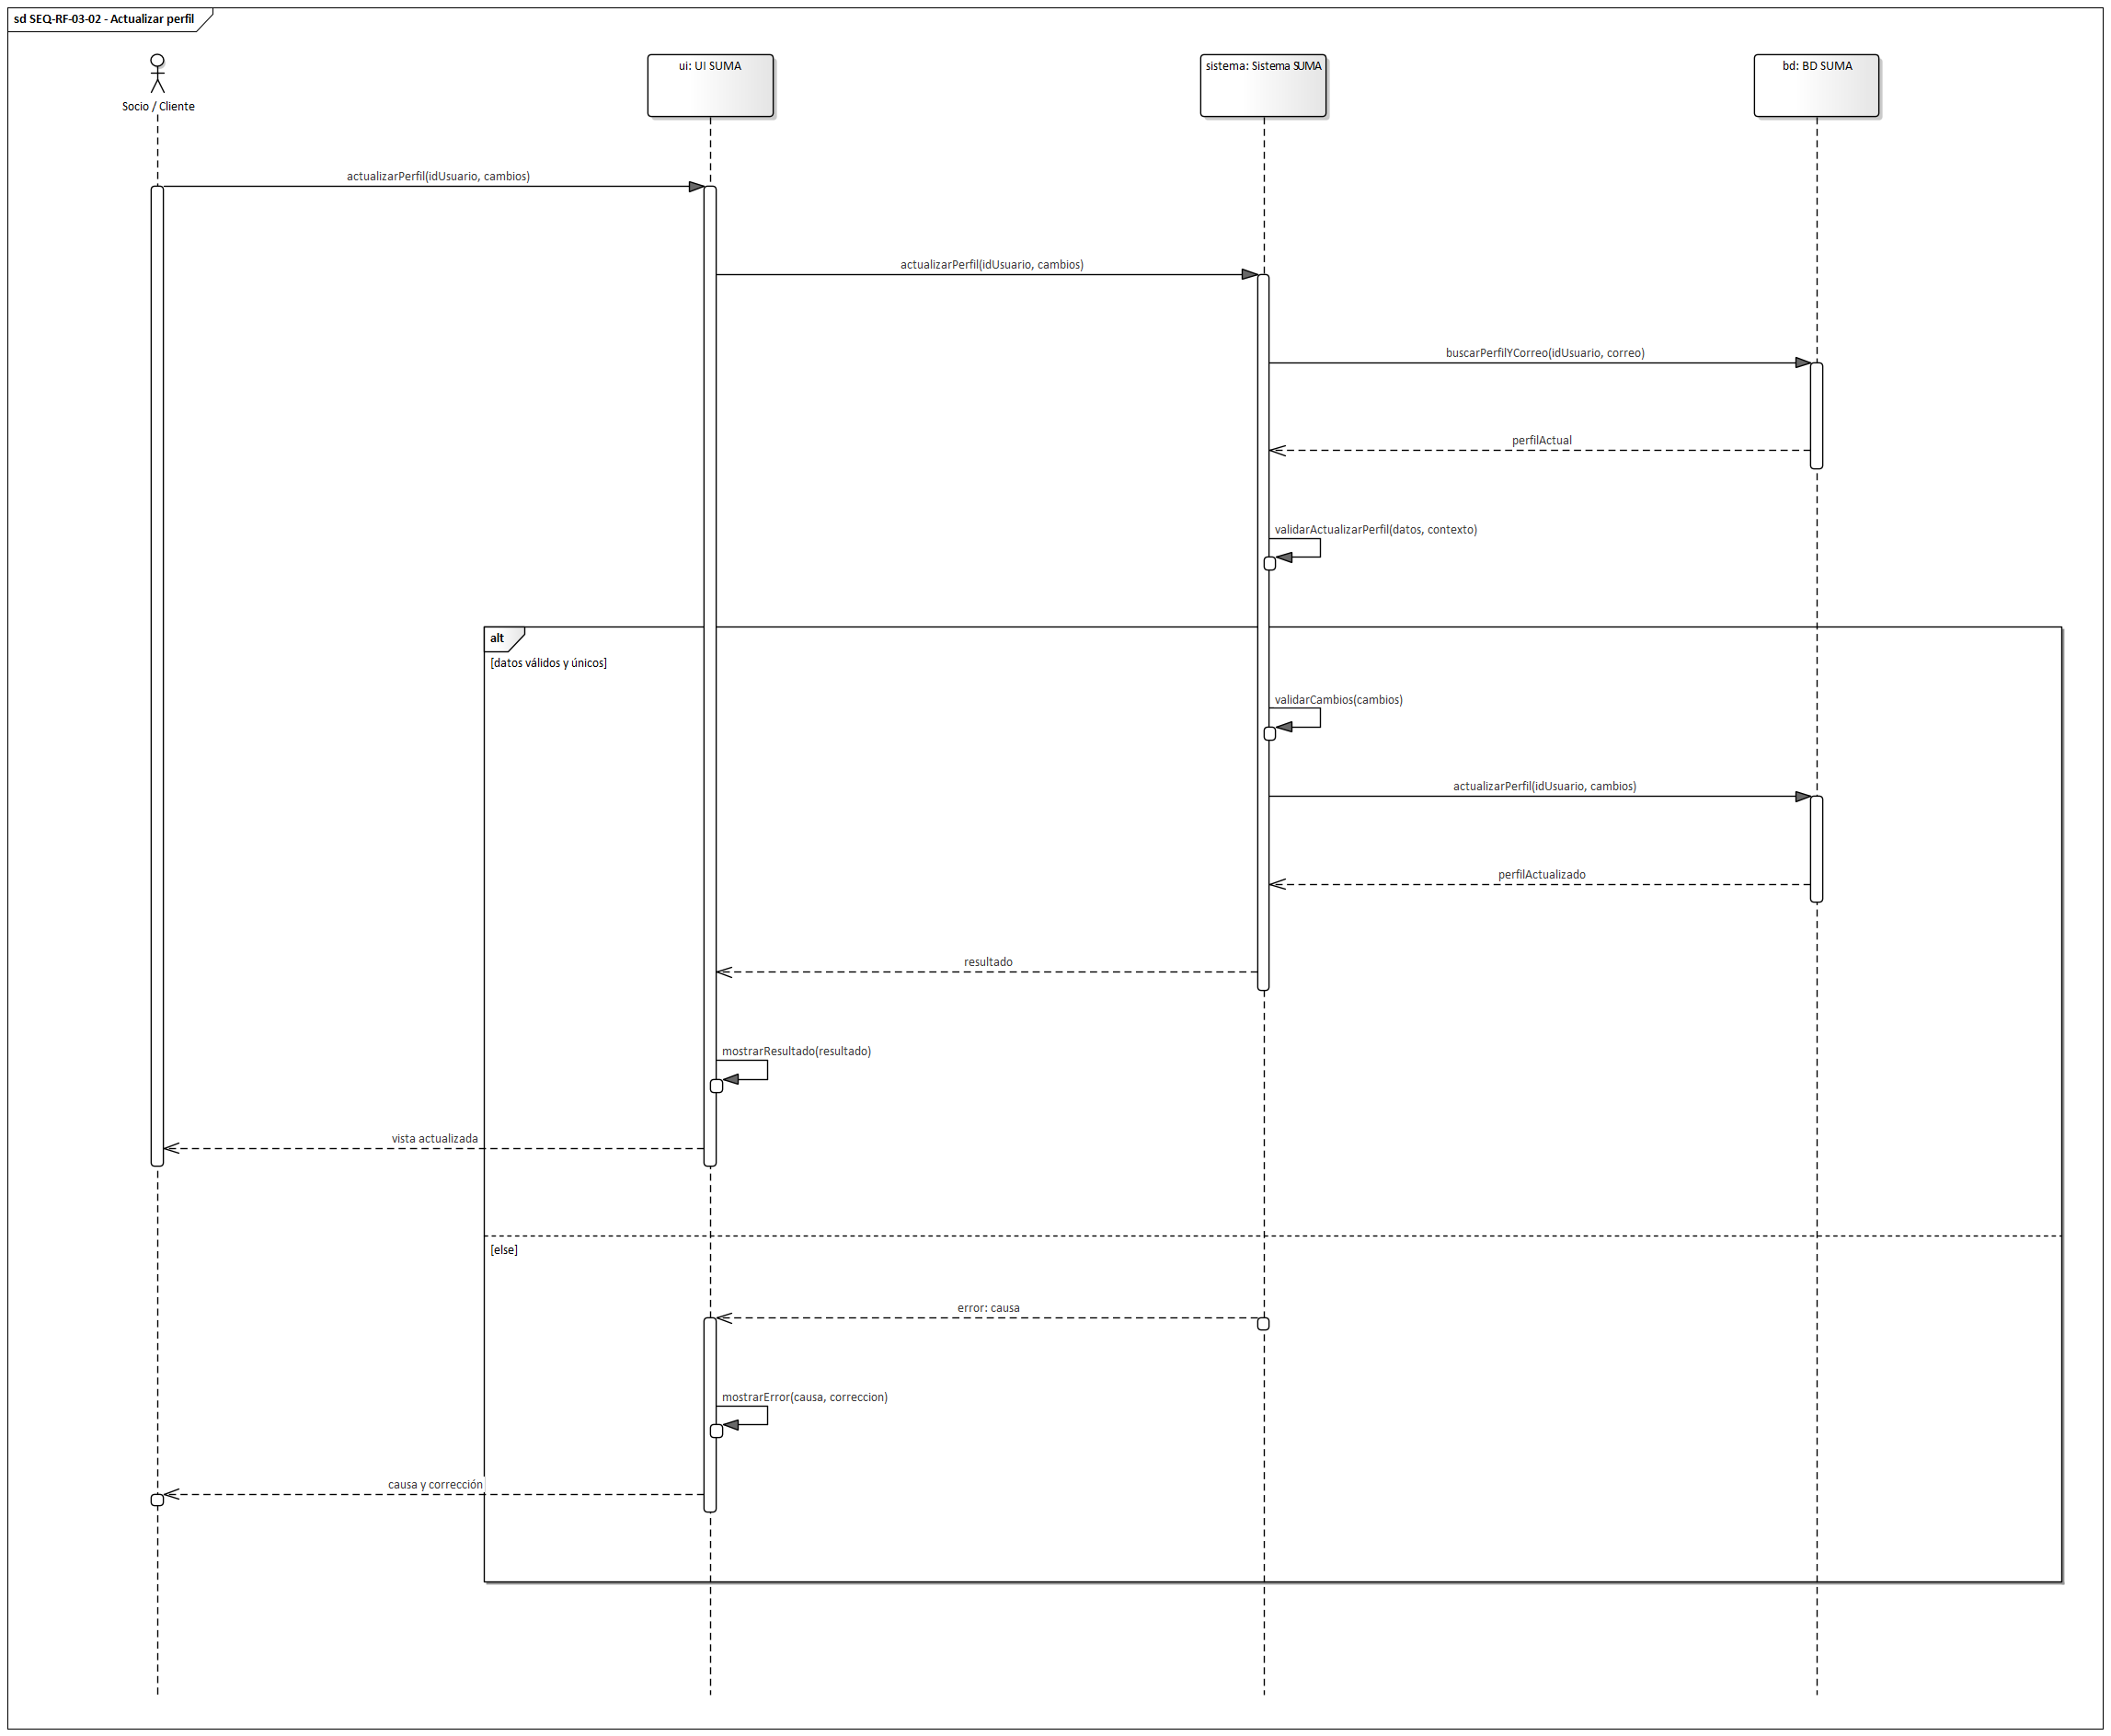 sd SEQ-RF-03-02 - Actualizar perfil
Socio / Cliente
ui: UI SUMA
sistema: Sistema SUMA
bd: BD SUMA
actualizarPerfil(idUsuario, cambios)
actualizarPerfil(idUsuario, cambios)
buscarPerfilYCorreo(idUsuario, correo)
perfilActual
validarActualizarPerfil(datos, contexto)
alt
[datos válidos y únicos]
validarCambios(cambios)
actualizarPerfil(idUsuario, cambios)
perfilActualizado
resultado
mostrarResultado(resultado)
vista actualizada
[else]
error: causa
mostrarError(causa, correccion)
causa y corrección